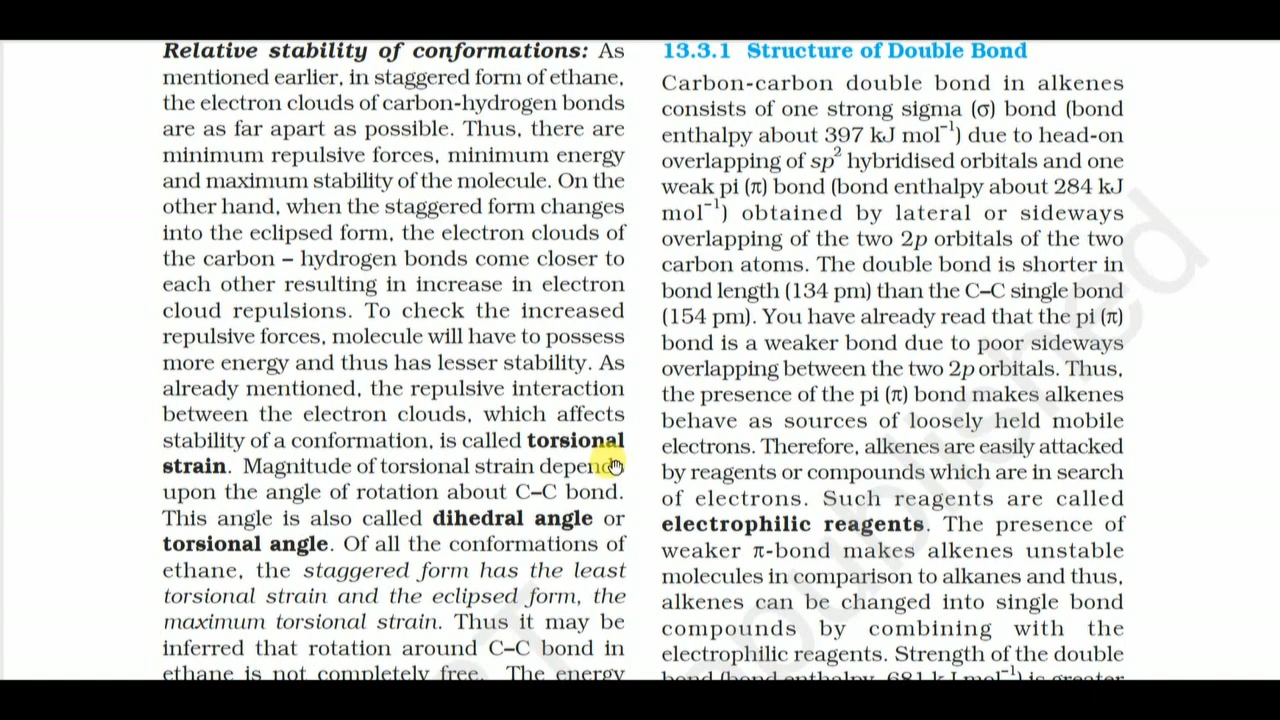 Relative stability of conformations: As
mentioned earlier, in staggered form of ethane,
the electron clouds of carbon-hydrogen bonds
are as far apart as possible. Thus, there are
minimum repulsive forces, minimum energy
and maximum stability of the molecule. On the
other hand, when the staggered form changes
into the eclipsed form, the electron clouds of
the carbon – hydrogen bonds come closer to
each other resulting in increase in electron
cloud repulsions. To check the increased
repulsive forces, molecule will have to possess
more energy and thus has lesser stability. As
already mentioned, the repulsive interaction
between the electron clouds, which affects
stability of a conformation, is called torsional
strain. Magnitude of torsional strain depends
upon the angle of rotation about C–C bond.
This angle is also called dihedral angle or
torsional angle. Of all the conformations of
ethane, the staggered form has the least
torsional strain and the eclipsed form, the
maximum torsional strain. Thus it may be
inferred that rotation around C–C bond in
ethane is not completely free. The energy
13.3.1 Structure of Double Bond
Carbon-carbon double bond in alkenes
consists of one strong sigma (σ) bond (bond
enthalpy about 397 kJ mol⁻¹) due to head-on
overlapping of sp² hybridised orbitals and one
weak pi (π) bond (bond enthalpy about 284 kJ
mol⁻¹) obtained by lateral or sideways
overlapping of the two 2p orbitals of the two
carbon atoms. The double bond is shorter in
bond length (134 pm) than the C–C single bond
(154 pm). You have already read that the pi (π)
bond is a weaker bond due to poor sideways
overlapping between the two 2p orbitals. Thus,
the presence of the pi (π) bond makes alkenes
behave as sources of loosely held mobile
electrons. Therefore, alkenes are easily attacked
by reagents or compounds which are in search
of electrons. Such reagents are called
electrophilic reagents. The presence of
weaker π-bond makes alkenes unstable
molecules in comparison to alkanes and thus,
alkenes can be changed into single bond
compounds by combining with the
electrophilic reagents. Strength of the double
bond (bond enthalpy, 681 kJ mol⁻¹) is greater